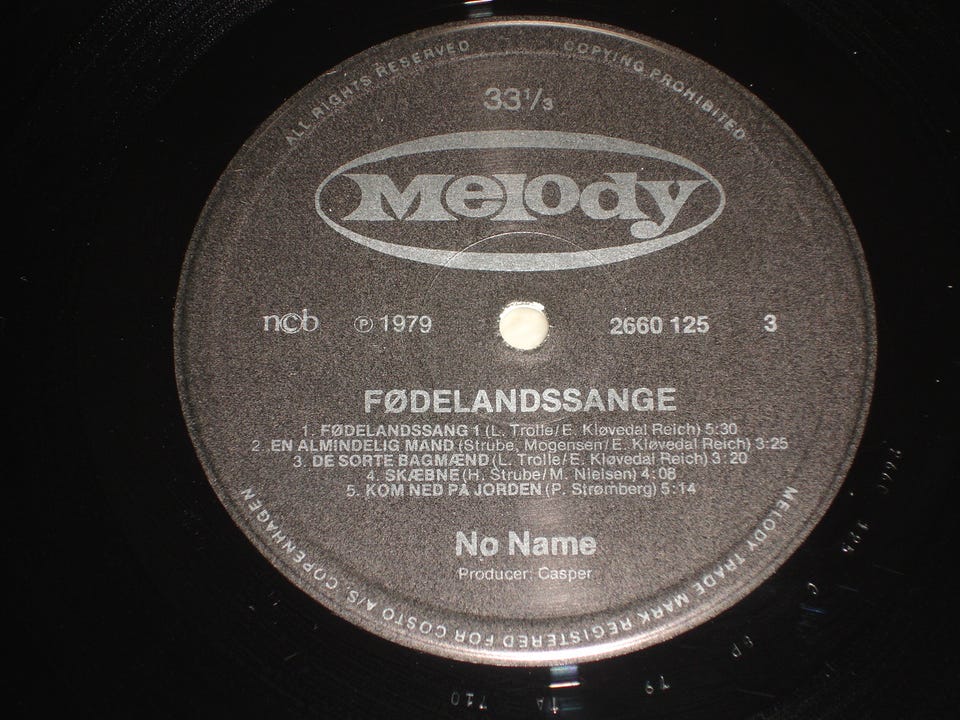 ALL RIGHTS RESERVED COPYING PROHIBITED
33 1/3
Melody
ncb ℗ 1979 2660 125 3
FØDELANDSSANGE
1. FØDELANDSSANG 1 (L. Trolle/E. Kløvedal Reich) 5:30
2. EN ALMINDELIG MAND (Strube, Mogensen/E. Kløvedal Reich) 3:25
3. DE SORTE BAGMÆND (L. Trolle/E. Kløvedal Reich) 3:20
4. SKÆBNE (H. Strube/M. Nielsen) 4:08
5. KOM NED PÅ JORDEN (P. Strømberg) 5:14
No Name
Producer: Casper
MELODY TRADE MARK REGISTERED FOR COSTO A/S. COPENHAGEN